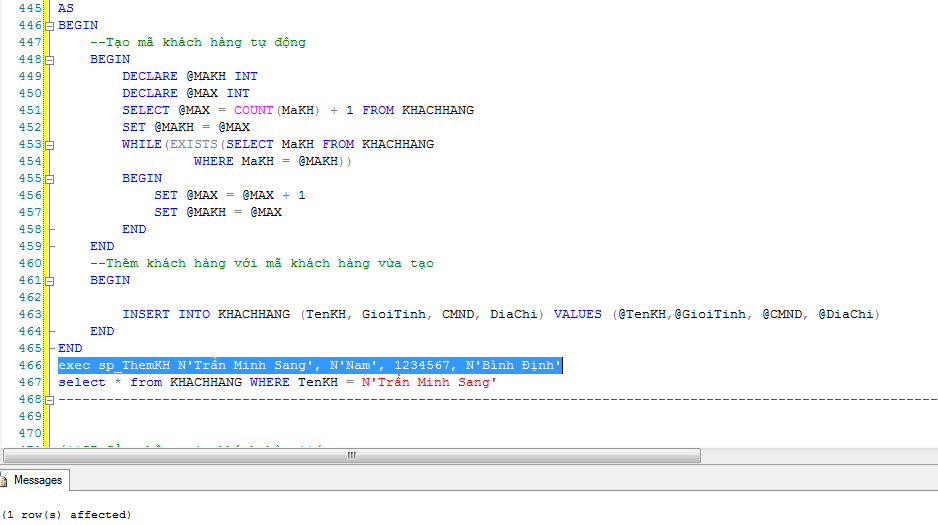 445 AS
446 BEGIN
447 --Tạo mã khách hàng tự động
448 BEGIN
449 DECLARE @MAKH INT
450 DECLARE @MAX INT
451 SELECT @MAX = COUNT(MaKH) + 1 FROM KHACHHANG
452 SET @MAKH = @MAX
453 WHILE(EXISTS(SELECT MaKH FROM KHACHHANG
454 WHERE MaKH = @MAKH))
455 BEGIN
456 SET @MAX = @MAX + 1
457 SET @MAKH = @MAX
458 END
459 END
460 --Thêm khách hàng với mã khách hàng vừa tạo
461 BEGIN
462
463 INSERT INTO KHACHHANG (TenKH, GioiTinh, CMND, DiaChi) VALUES (@TenKH,@GioiTinh, @CMND, @DiaChi)
464 END
465 END
466 exec sp_ThemKH N'Trần Minh Sang', N'Nam', 1234567, N'Bình Định'
467 select * from KHACHHANG WHERE TenKH = N'Trần Minh Sang'
468 --------------------------------------------------------------------------------------------------------------
469
470
Messages
(1 row(s) affected)